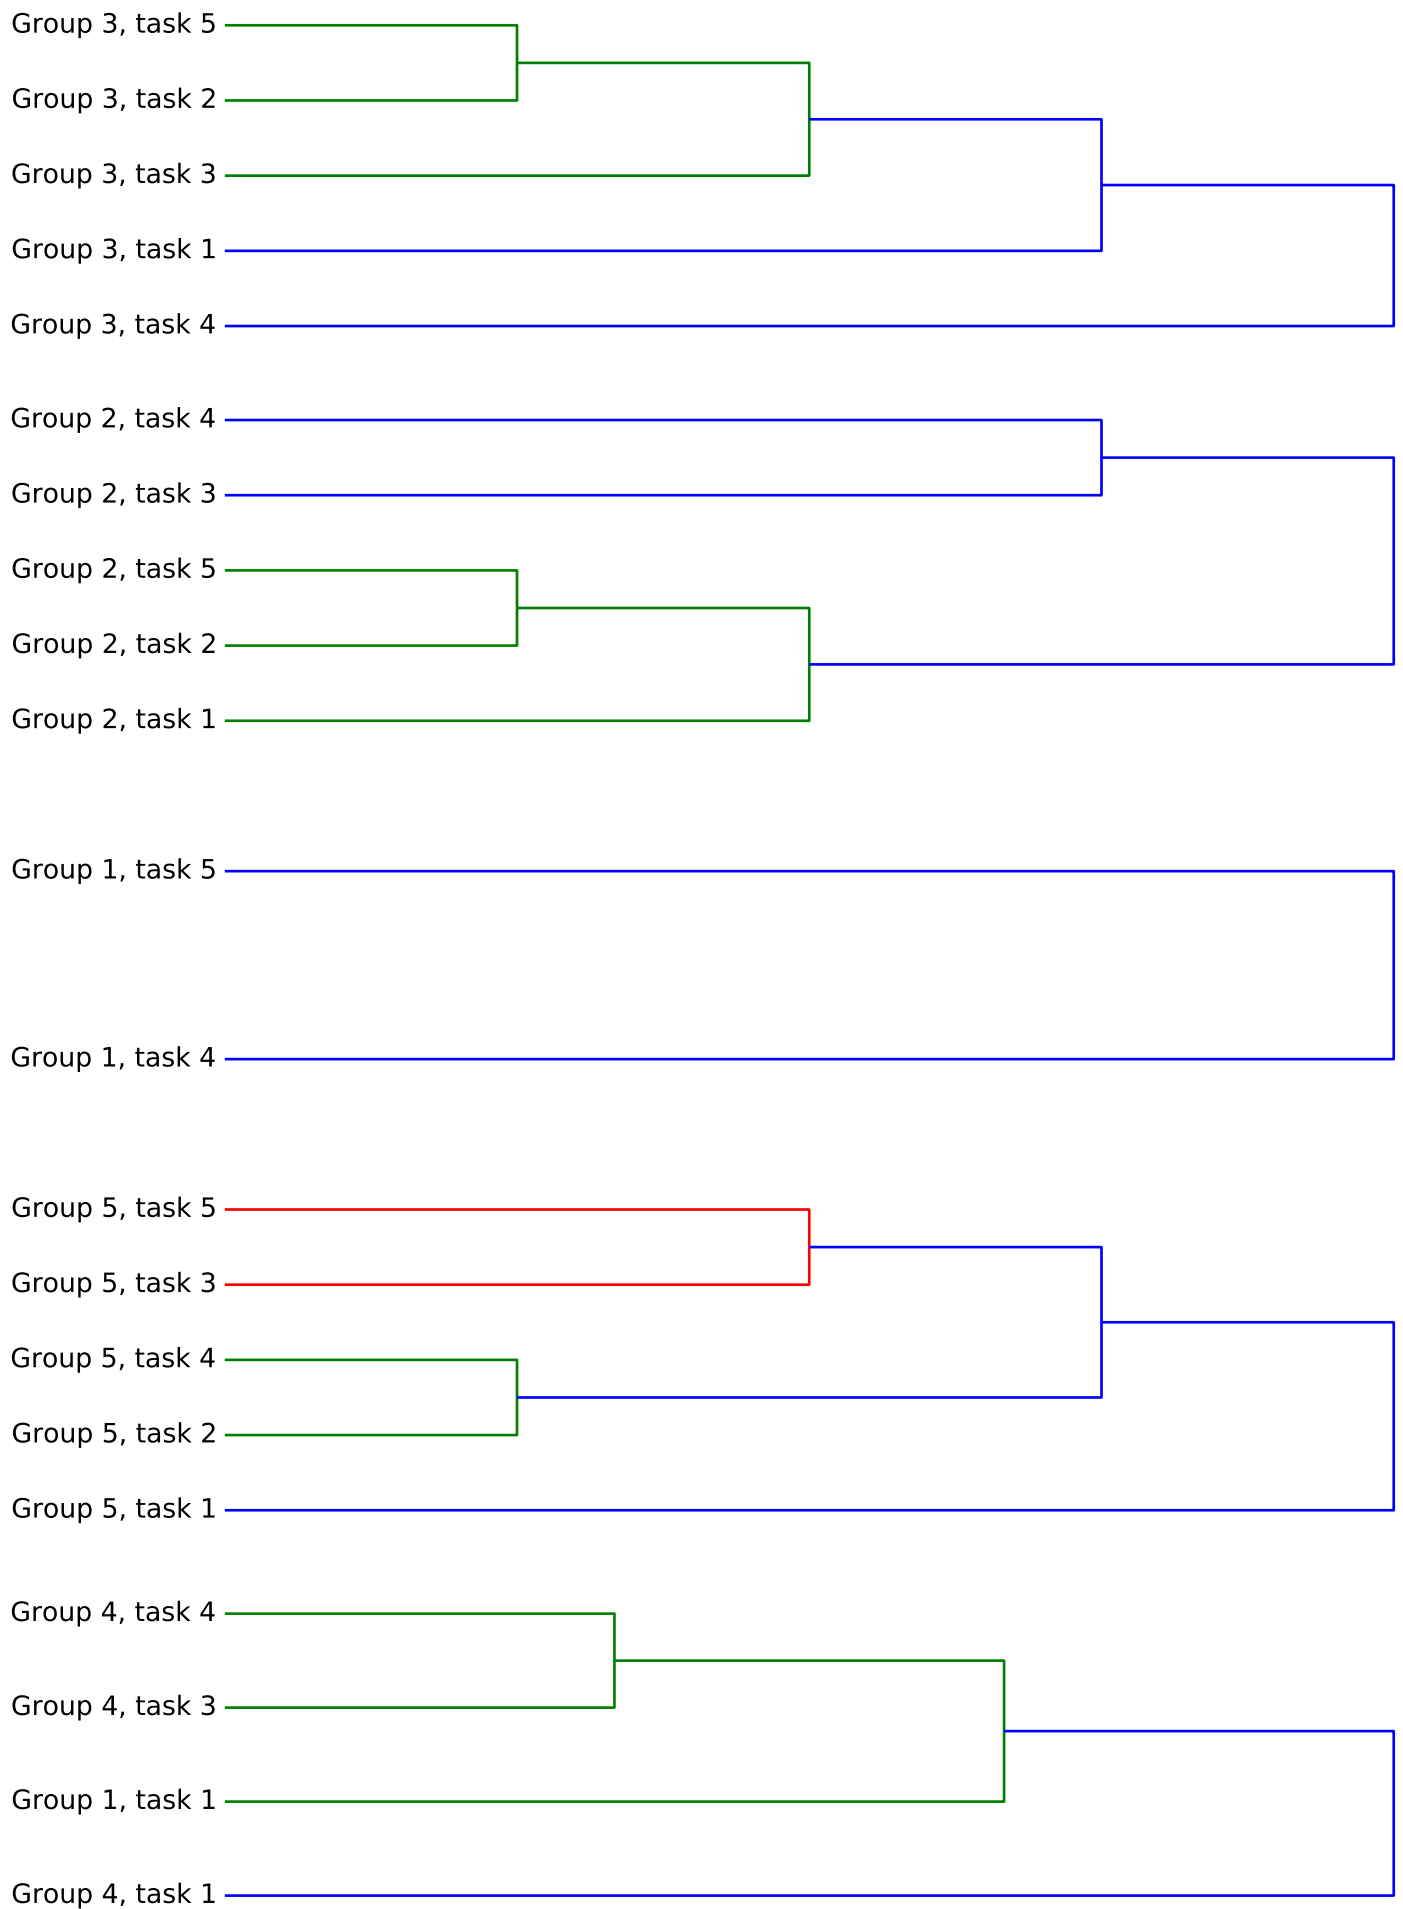 Group 3, task 5
Group 3, task 2
Group 3, task 3
Group 3, task 1
Group 3, task 4
Group 2, task 4
Group 2, task 3
Group 2, task 5
Group 2, task 2
Group 2, task 1
Group 1, task 5
Group 1, task 4
Group 5, task 5
Group 5, task 3
Group 5, task 4
Group 5, task 2
Group 5, task 1
Group 4, task 4
Group 4, task 3
Group 1, task 1
Group 4, task 1